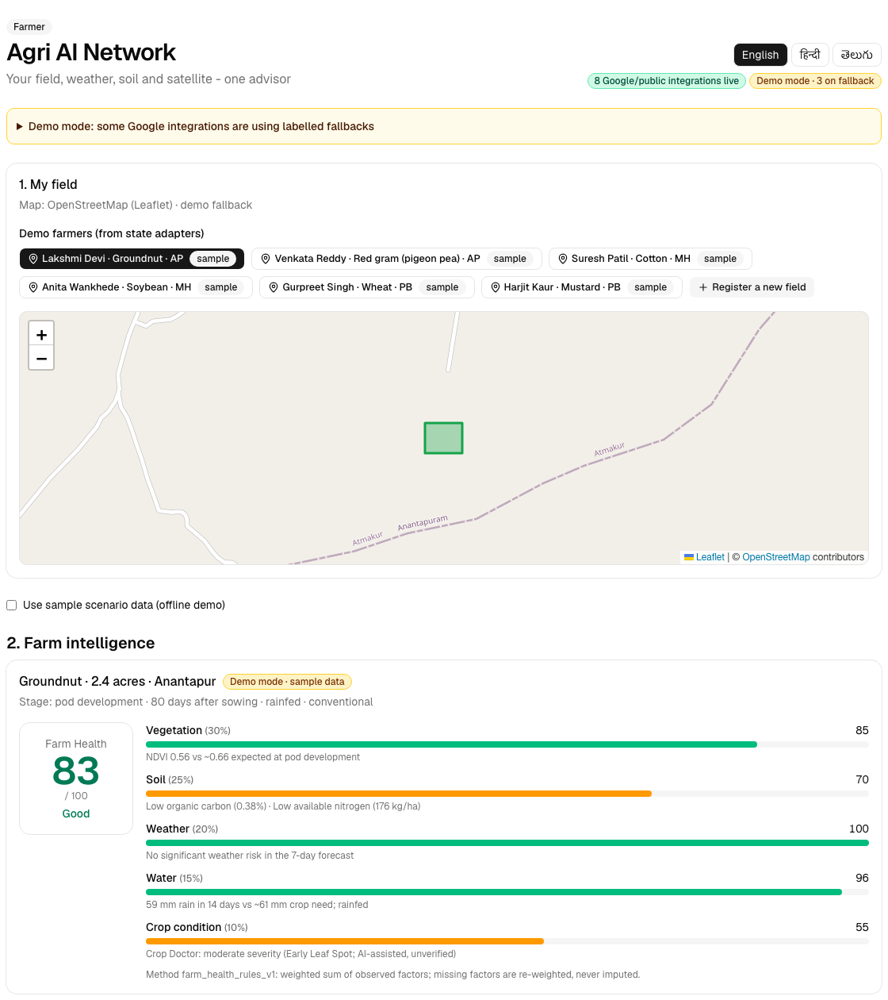 Farmer
Agri AI Network
English
हिन्दी
తెలుగు
Your field, weather, soil and satellite - one advisor
8 Google/public integrations live
Demo mode · 3 on fallback
▶ Demo mode: some Google integrations are using labelled fallbacks
1. My field
Map: OpenStreetMap (Leaflet) · demo fallback
Demo farmers (from state adapters)
Lakshmi Devi · Groundnut · AP sample
Venkata Reddy · Red gram (pigeon pea) · AP sample
Suresh Patil · Cotton · MH sample
Anita Wankhede · Soybean · MH sample
Gurpreet Singh · Wheat · PB sample
Harjit Kaur · Mustard · PB sample
+ Register a new field
+
−
Atmakur
Anantapuram
Atmakur
Leaflet | © OpenStreetMap contributors
Use sample scenario data (offline demo)
2. Farm intelligence
Groundnut · 2.4 acres · Anantapur
Demo mode · sample data
Stage: pod development · 80 days after sowing · rainfed · conventional
Farm Health
83
/ 100
Good
Vegetation (30%) 85
NDVI 0.56 vs ~0.66 expected at pod development
Soil (25%) 70
Low organic carbon (0.38%) · Low available nitrogen (176 kg/ha)
Weather (20%) 100
No significant weather risk in the 7-day forecast
Water (15%) 96
59 mm rain in 14 days vs ~61 mm crop need; rainfed
Crop condition (10%) 55
Crop Doctor: moderate severity (Early Leaf Spot; AI-assisted, unverified)
Method farm_health_rules_v1: weighted sum of observed factors; missing factors are re-weighted, never imputed.